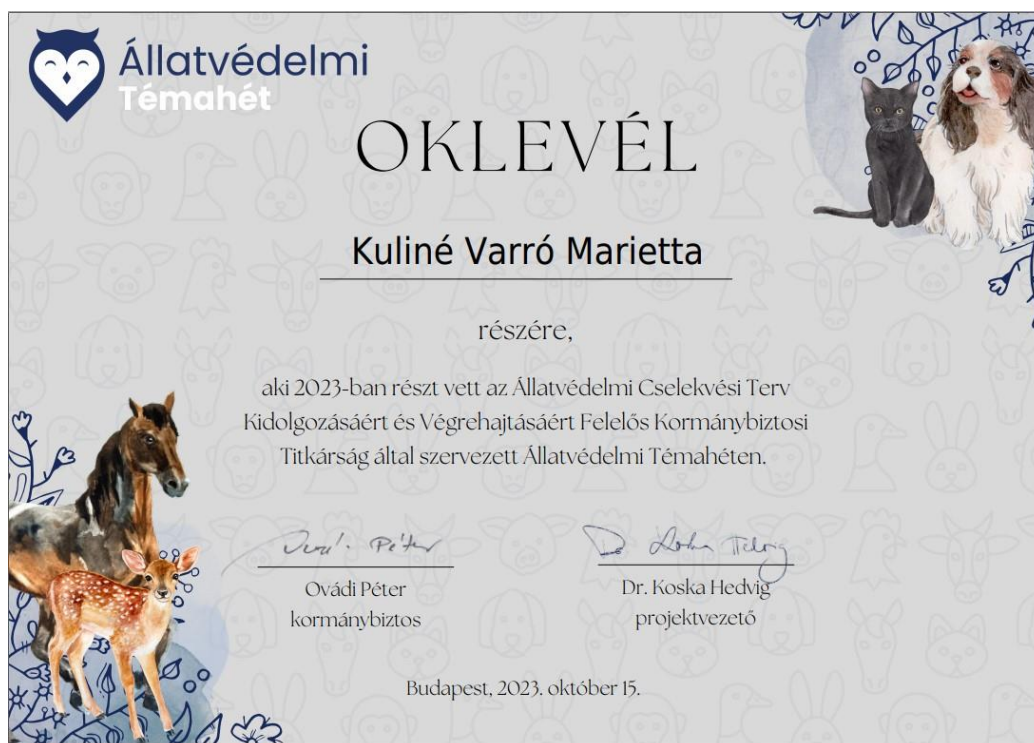 Állatvédelmi
Témahét
OKLEVÉL
Kuliné Varró Marietta
részére,
aki 2023-ban részt vett az Állatvédelmi Cselekvési Terv
Kidolgozásáért és Végrehajtásáért Felelős Kormánybiztosi
Titkárság által szervezett Állatvédelmi Témahéten.
Ovádi Péter
kormánybiztos
Dr. Koska Hedvig
projektvezető
Budapest, 2023. október 15.